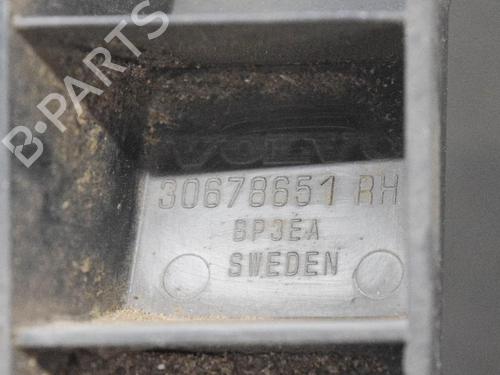 B-PARTS
VOLVO
30678651 RH
BP3EA
SWEDEN